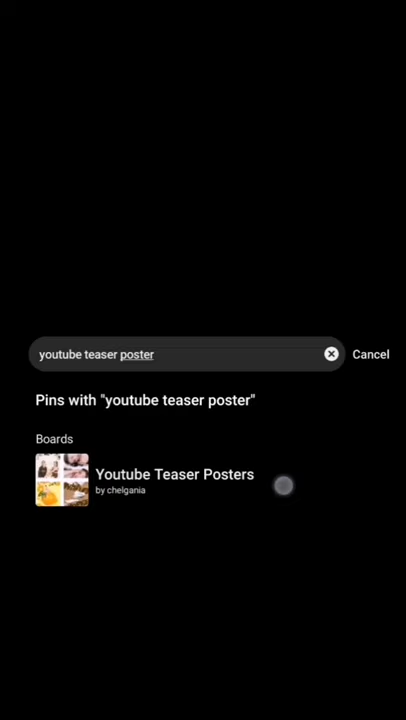 youtube teaser poster
Cancel
Pins with "youtube teaser poster"
Boards
Youtube Teaser Posters
by chelgania